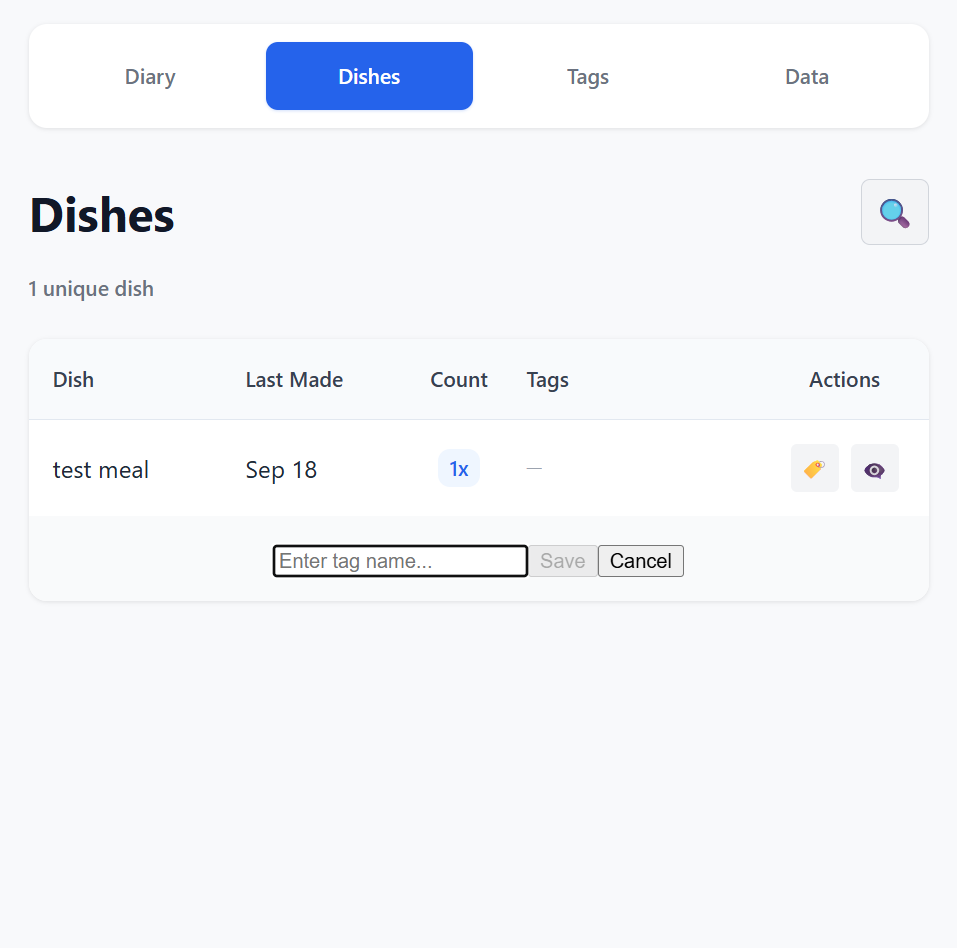 Diary Dishes Tags Data
Dishes
1 unique dish
Dish Last Made Count Tags Actions
test meal Sep 18 1x —
Enter tag name... Save Cancel